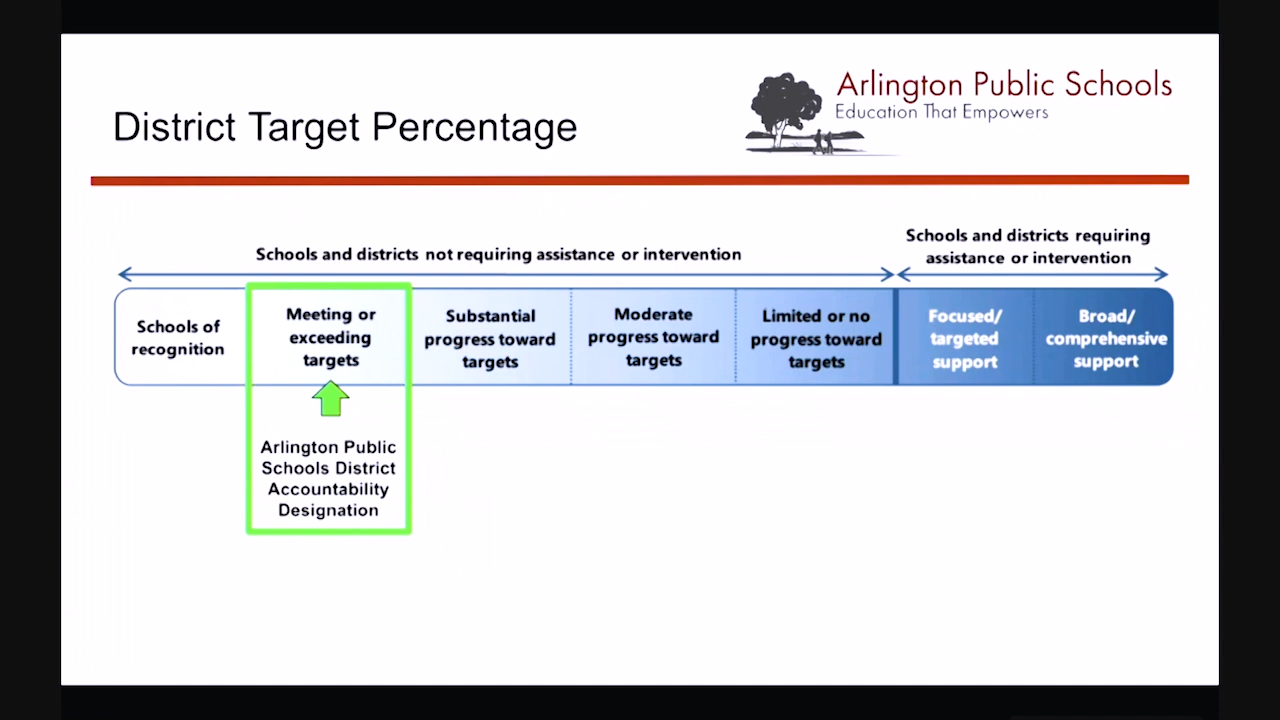 Arlington Public Schools
Education That Empowers
District Target Percentage
Schools and districts not requiring assistance or intervention
Schools and districts requiring
assistance or intervention
Schools of
recognition
Meeting or
exceeding
targets
Substantial
progress toward
targets
Moderate
progress toward
targets
Limited or no
progress toward
targets
Focused/
targeted
support
Broad/
comprehensive
support
Arlington Public
Schools District
Accountability
Designation